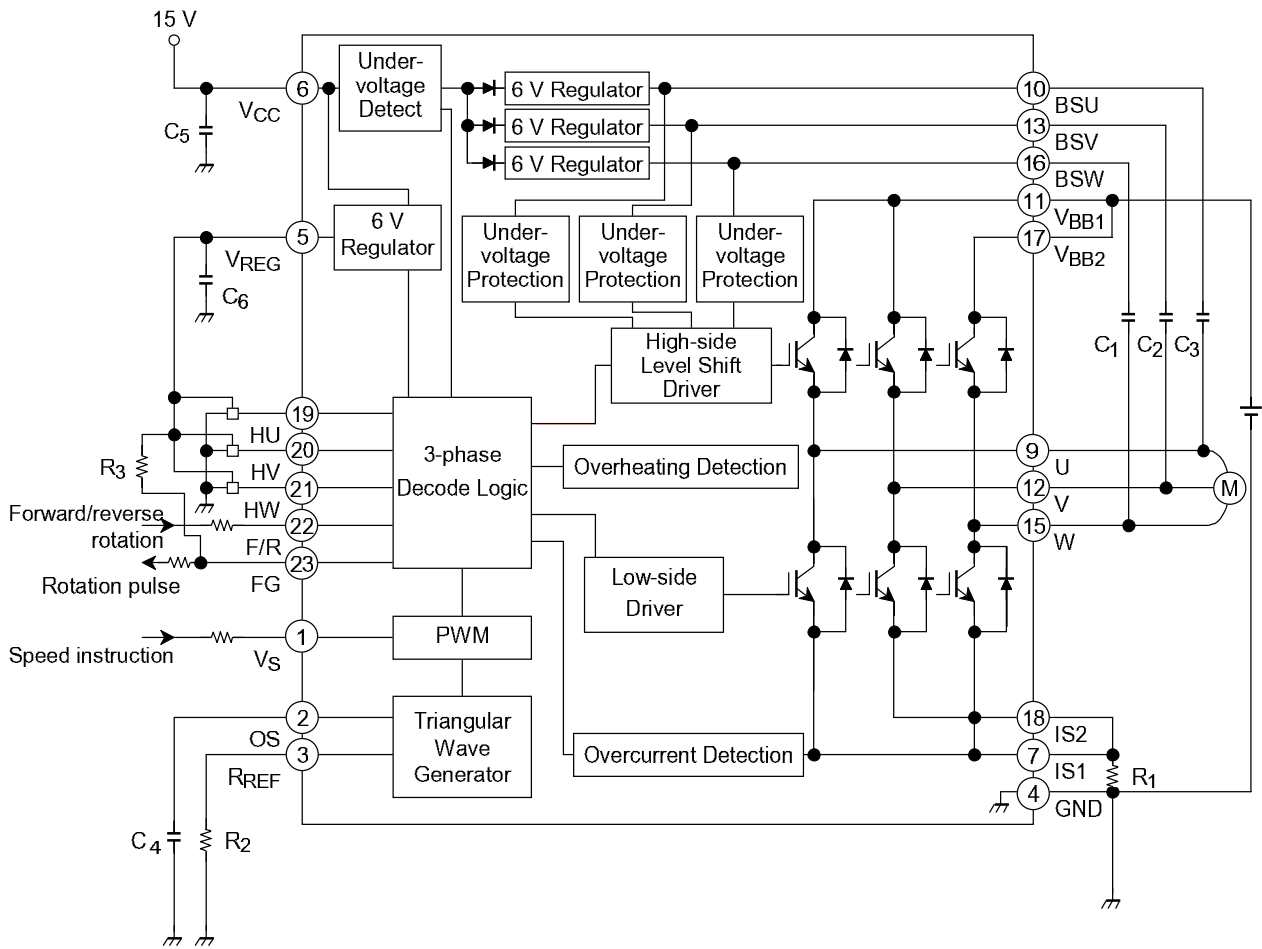 15 V
6
VCC
C5
Under-
voltage
Detect
6 V Regulator
6 V Regulator
6 V Regulator
10
BSU
13
BSV
16
BSW
11
VBB1
17
VBB2
5
VREG
C6
6 V
Regulator
Under-
voltage
Protection
Under-
voltage
Protection
Under-
voltage
Protection
High-side
Level Shift
Driver
C1
C2
C3
19
HU
20
HV
21
HW
22
F/R
23
FG
R3
Forward/reverse
rotation
Rotation pulse
3-phase
Decode Logic
Overheating Detection
9
U
12
V
15
W
M
Low-side
Driver
Speed instruction
1
VS
PWM
2
OS
3
RREF
Triangular
Wave
Generator
Overcurrent Detection
18
IS2
7
IS1
4
GND
R1
C4
R2